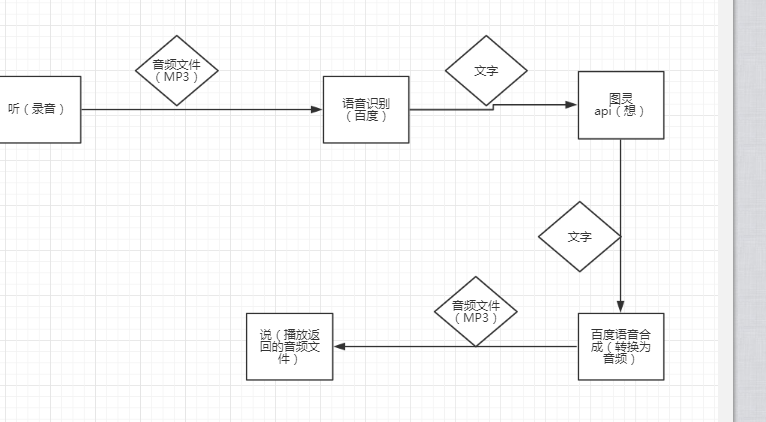 音频文件
（MP3）
文字
听（录音）
语音识别
（百度）
图灵
api（想）
文字
音频文件
（MP3）
说（播放返
回的音频文
件）
百度语音合
成（转换为
音频）